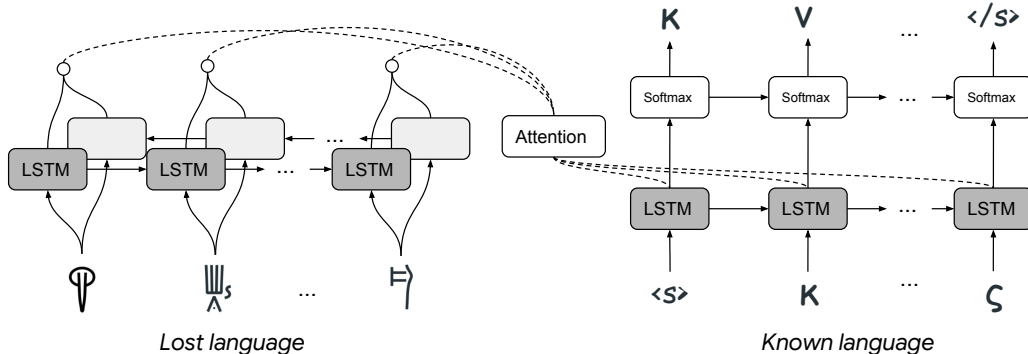 κ ν ... </s>
Softmax Softmax ... Softmax
Attention
...
LSTM LSTM ... LSTM
LSTM LSTM ... LSTM
...
<s> κ ... ς
Lost language
Known language